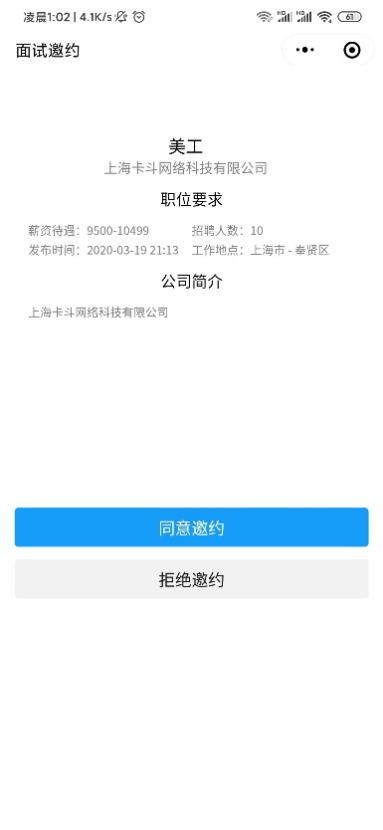 凌晨1:02 | 4.1K/s
61
面试邀约
美工
上海卡斗网络科技有限公司
职位要求
薪资待遇：9500-10499 招聘人数：10
发布时间：2020-03-19 21:13 工作地点：上海市 - 奉贤区
公司简介
上海卡斗网络科技有限公司
同意邀约
拒绝邀约